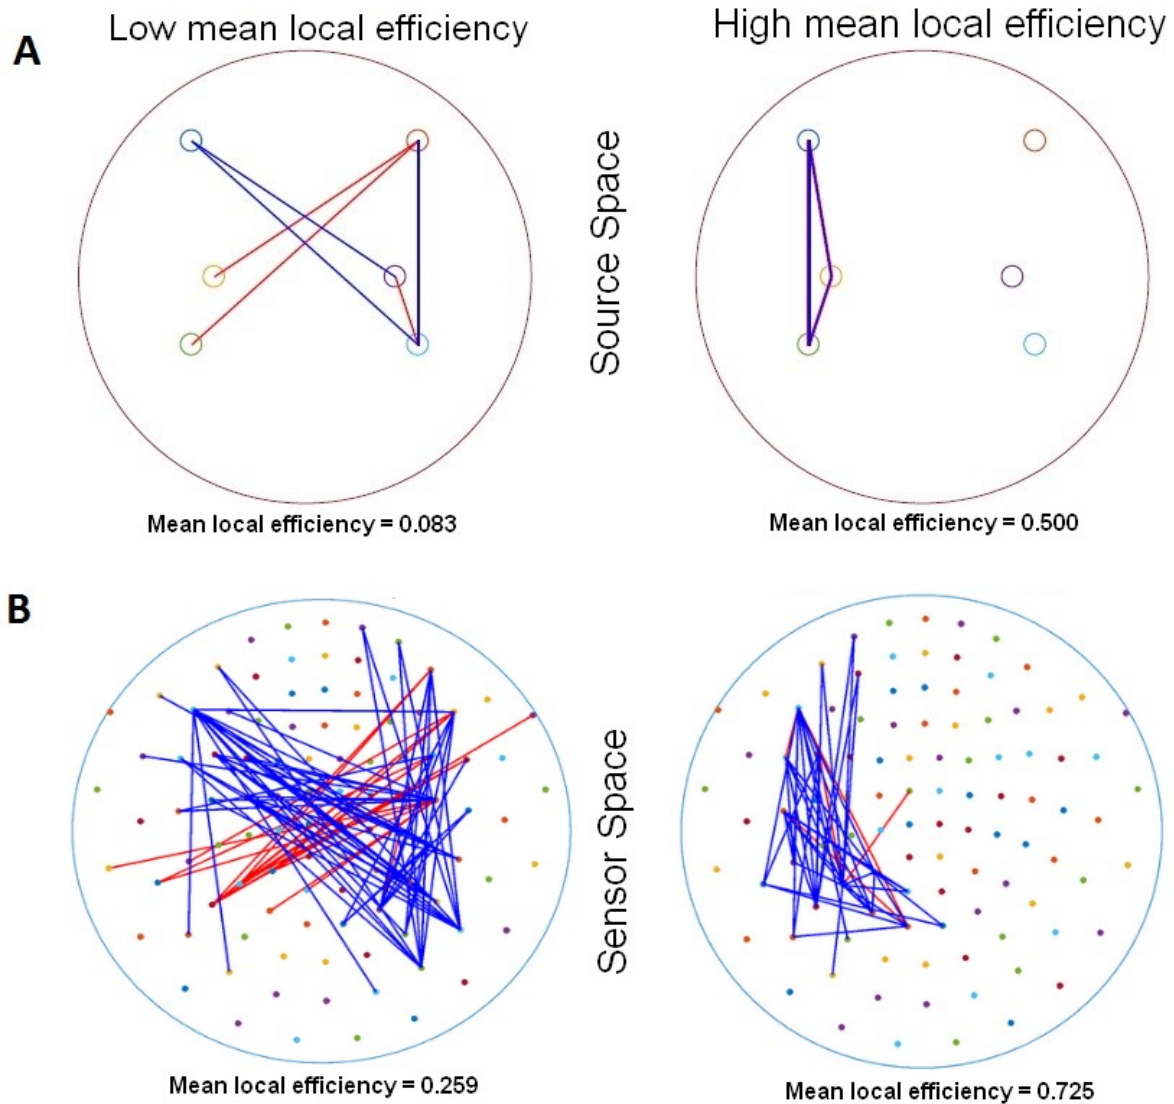 A
Low mean local efficiency
High mean local efficiency
Source Space
Mean local efficiency = 0.083
Mean local efficiency = 0.500
B
Sensor Space
Mean local efficiency = 0.259
Mean local efficiency = 0.725